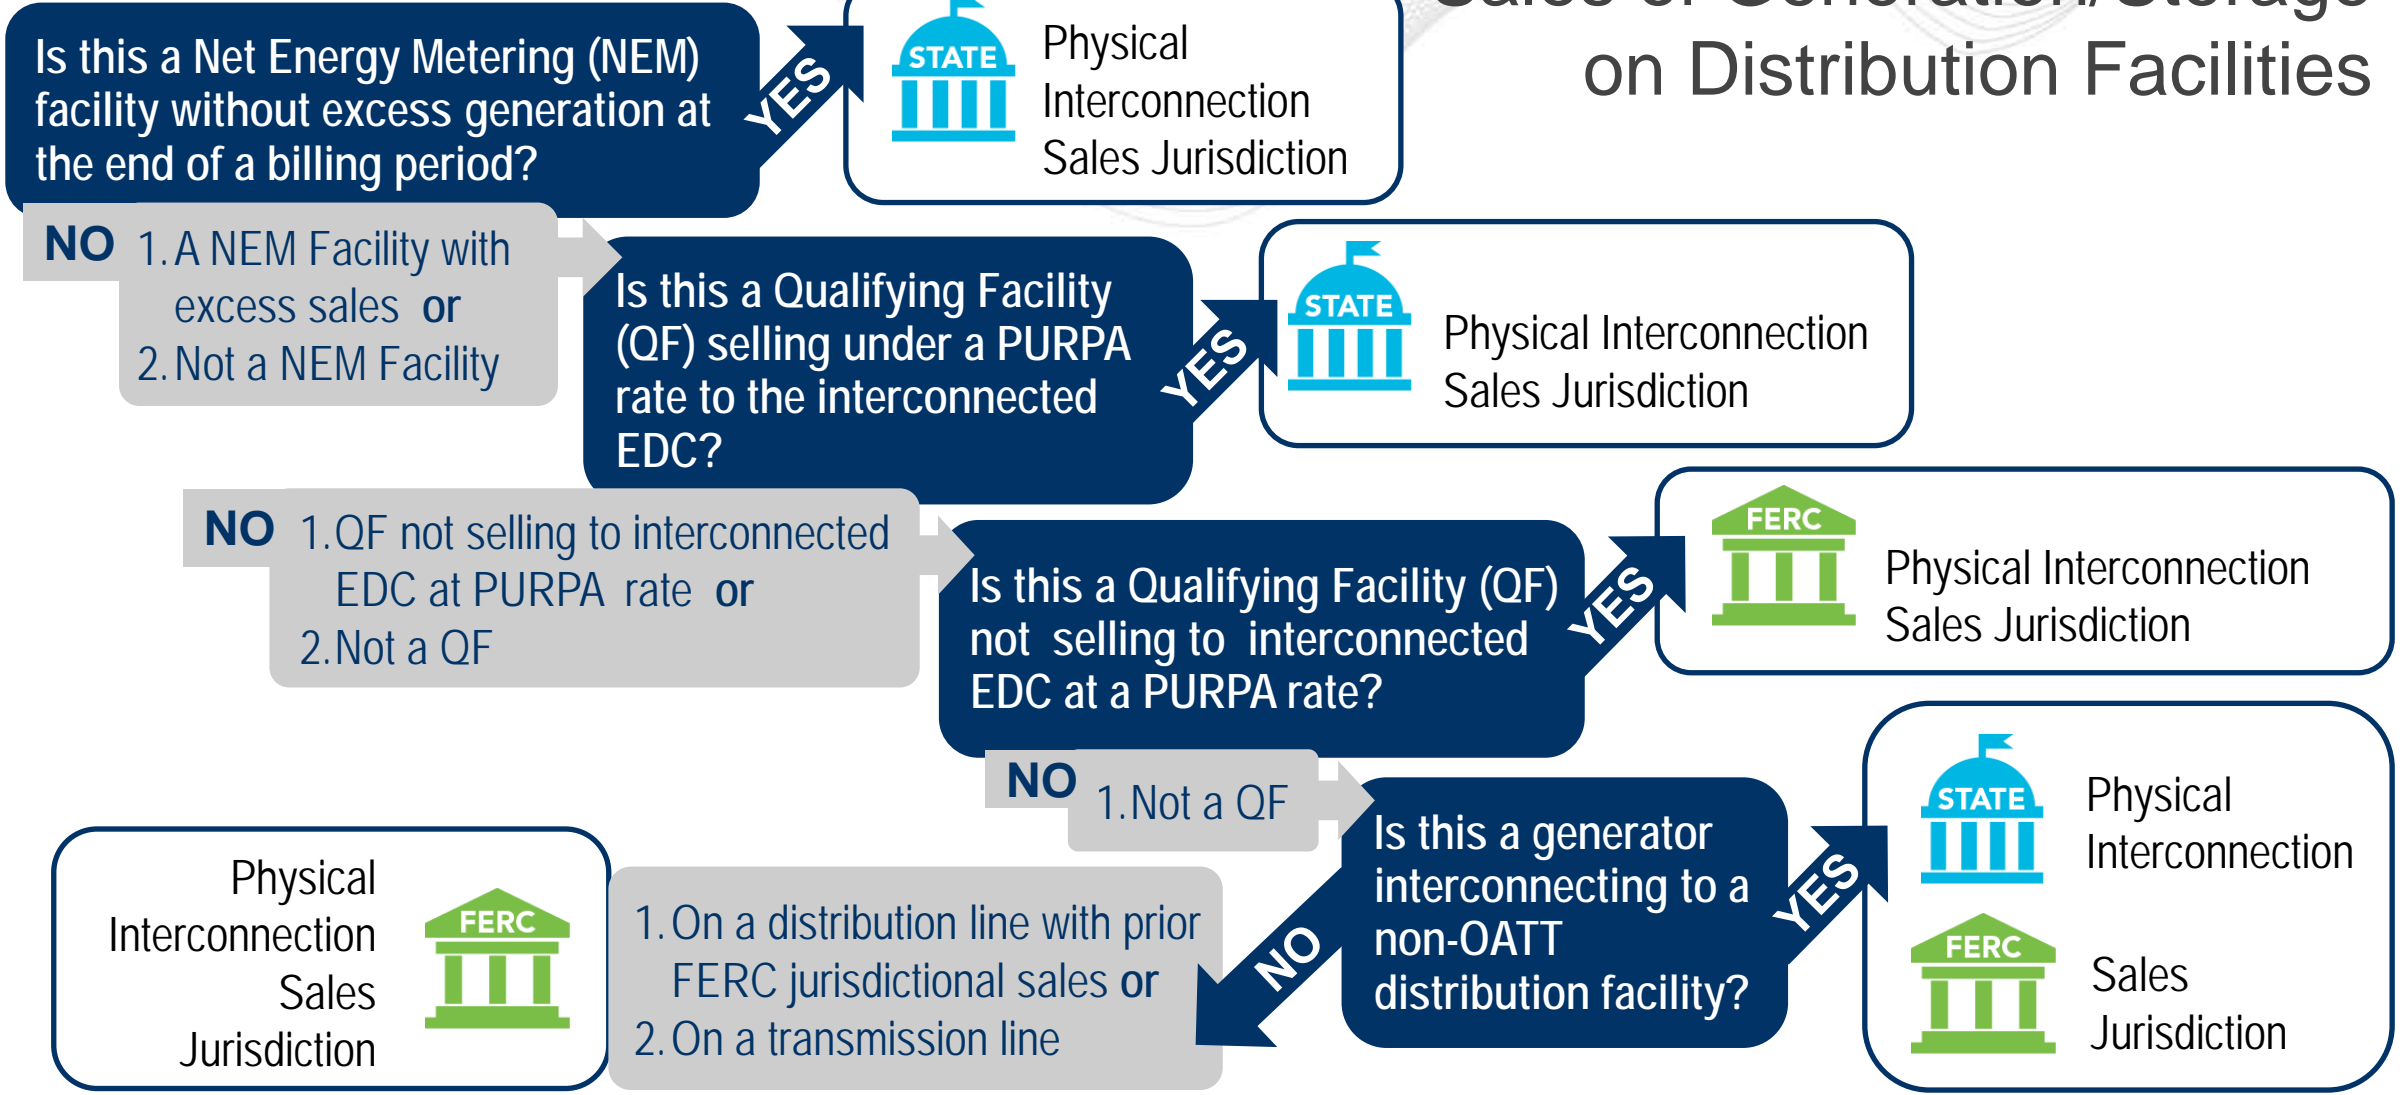 Sales of Generation/Storage
on Distribution Facilities
Is this a Net Energy Metering (NEM)
facility without excess generation at
the end of a billing period?
YES
STATE
Physical
Interconnection
Sales Jurisdiction
NO
1. A NEM Facility with
excess sales or
2. Not a NEM Facility
Is this a Qualifying Facility
(QF) selling under a PURPA
rate to the interconnected
EDC?
YES
STATE
Physical Interconnection
Sales Jurisdiction
NO
1. QF not selling to interconnected
EDC at PURPA rate or
2. Not a QF
Is this a Qualifying Facility (QF)
not selling to interconnected
EDC at a PURPA rate?
YES
FERC
Physical Interconnection
Sales Jurisdiction
NO
1. Not a QF
Is this a generator
interconnecting to a
non-OATT
distribution facility?
YES
STATE
Physical
Interconnection
FERC
Sales
Jurisdiction
NO
1. On a distribution line with prior
FERC jurisdictional sales or
2. On a transmission line
FERC
Physical
Interconnection
Sales
Jurisdiction